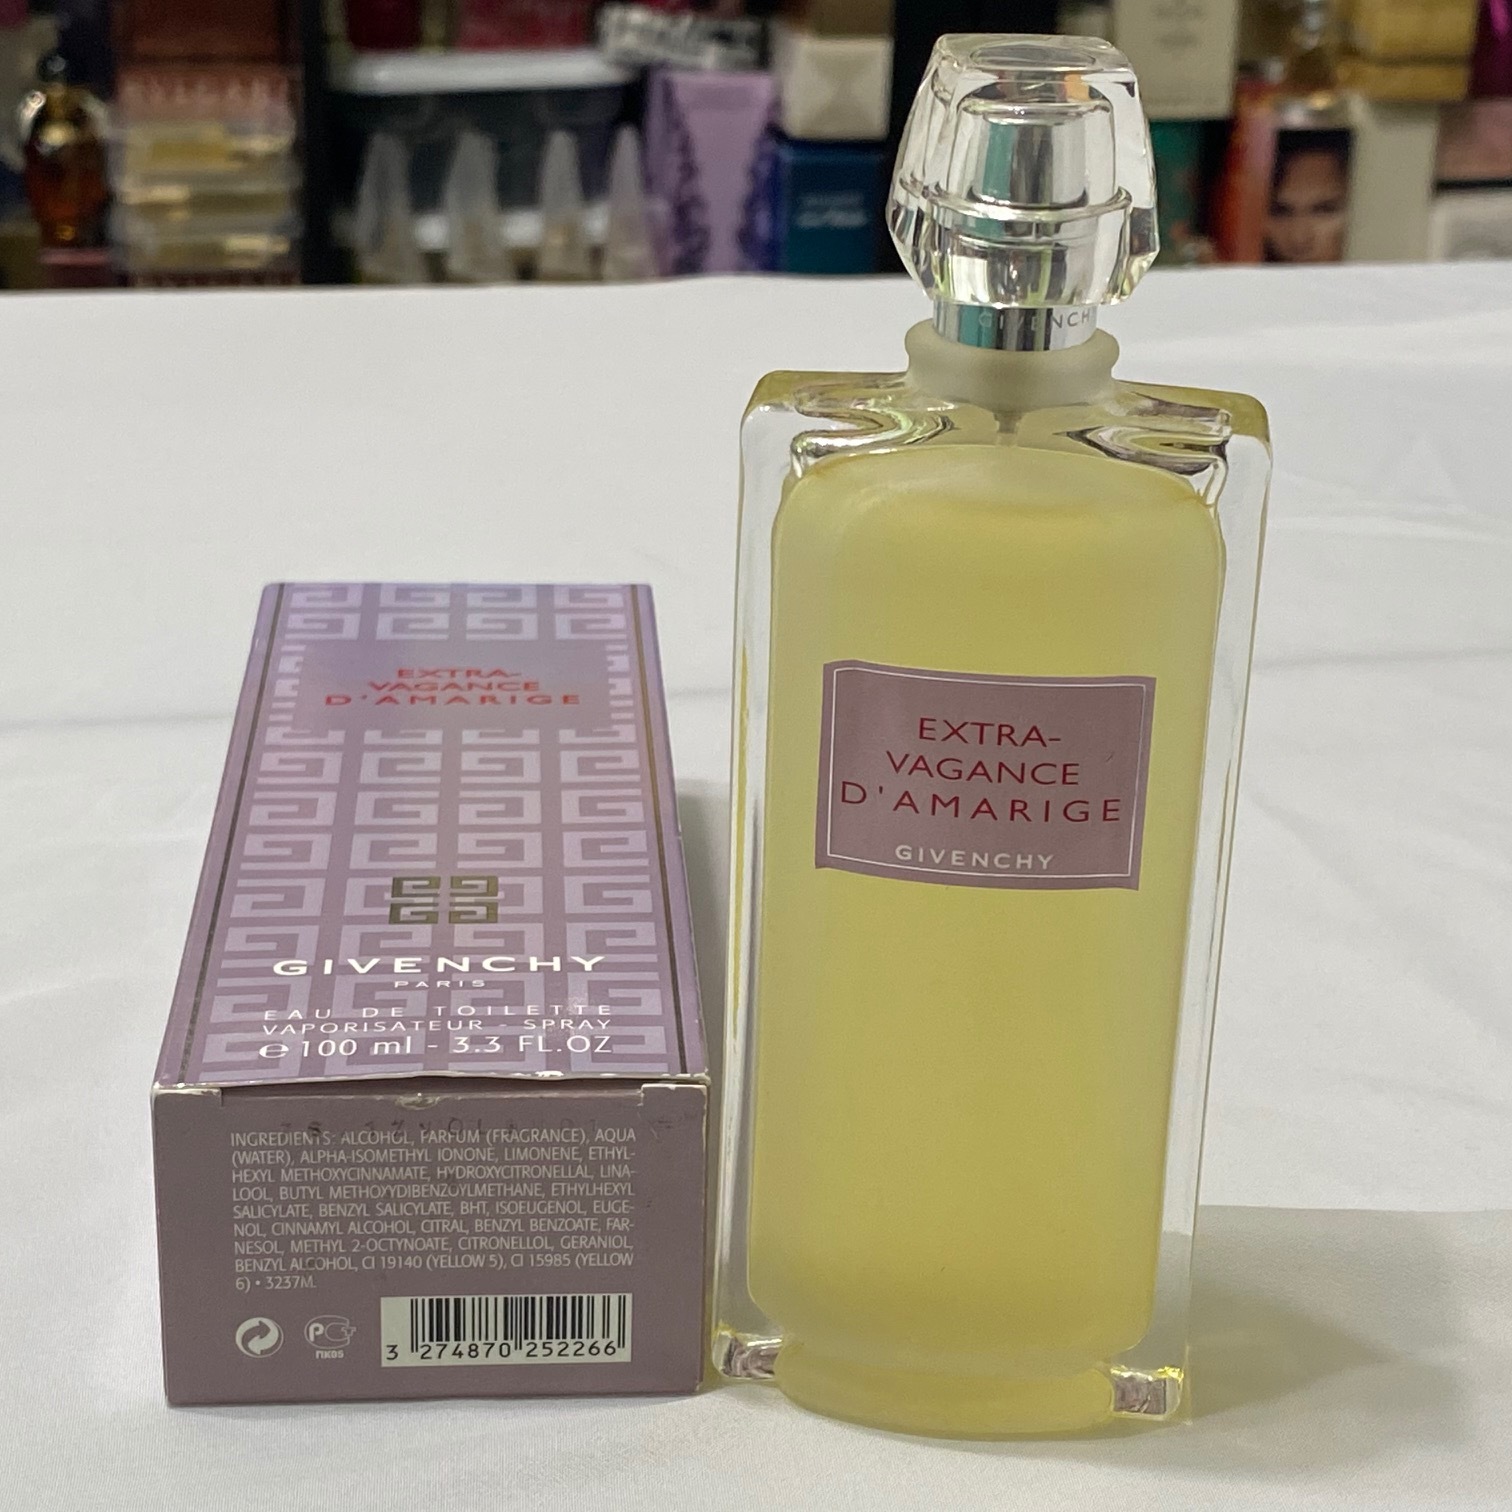 BVLGARI
EXTRA-
VAGANCE
D'AMARIGE
GIVENCHY
PARIS
EAU DE TOILETTE
VAPORISATEUR - SPRAY
℮ 100 ml - 3.3 FL.OZ
INGREDIENTS: ALCOHOL, PARFUM (FRAGRANCE), AQUA
(WATER), ALPHA-ISOMETHYL IONONE, LIMONENE, ETHYL-
HEXYL METHOXYCINNAMATE, HYDROXYCITRONELLAL, LINA-
LOOL, BUTYL METHOXYDIBENZOYLMETHANE, ETHYLHEXYL
SALICYLATE, BENZYL SALICYLATE, BHT, ISOEUGENOL, EUGE-
NOL, CINNAMYL ALCOHOL, CITRAL, BENZYL BENZOATE, FAR-
NESOL, METHYL 2-OCTYNOATE, CITRONELLOL, GERANIOL,
BENZYL ALCOHOL, CI 19140 (YELLOW 5), CI 15985 (YELLOW
6) • 3237M.
ПК05
3 274870 252266
GIVENCH
EXTRA-
VAGANCE
D'AMARIGE
GIVENCHY